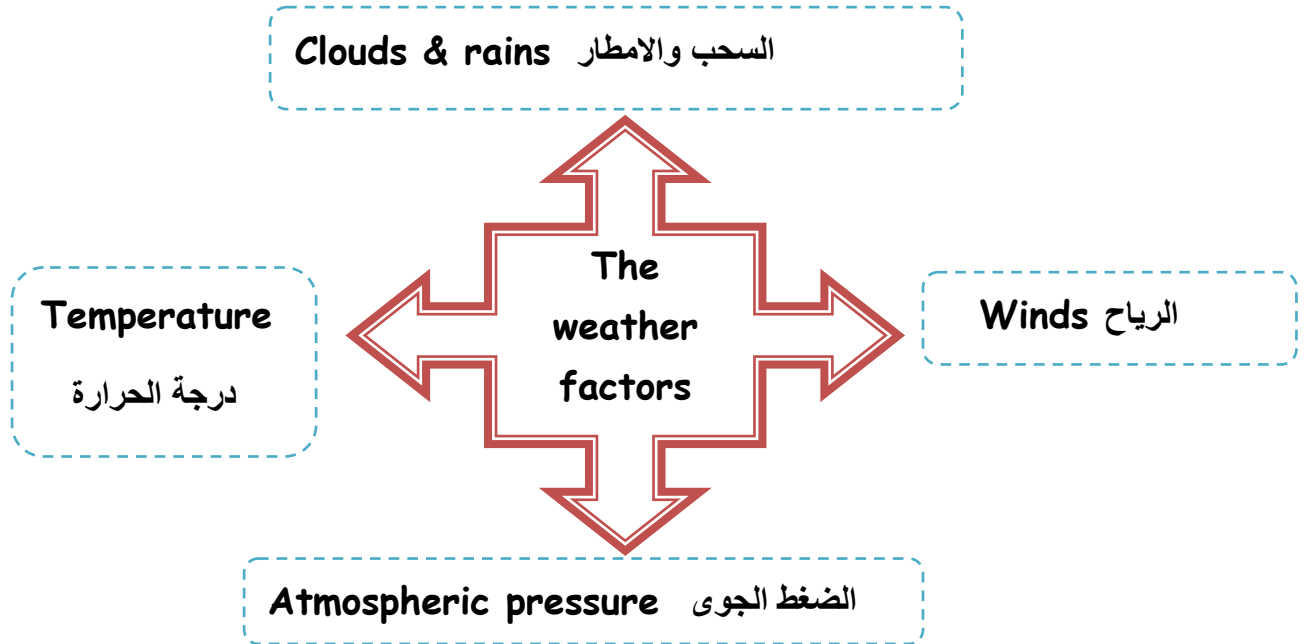 Clouds & rains السحب والامطار
The
weather
factors
Temperature
درجة الحرارة
Winds الرياح
Atmospheric pressure الضغط الجوى